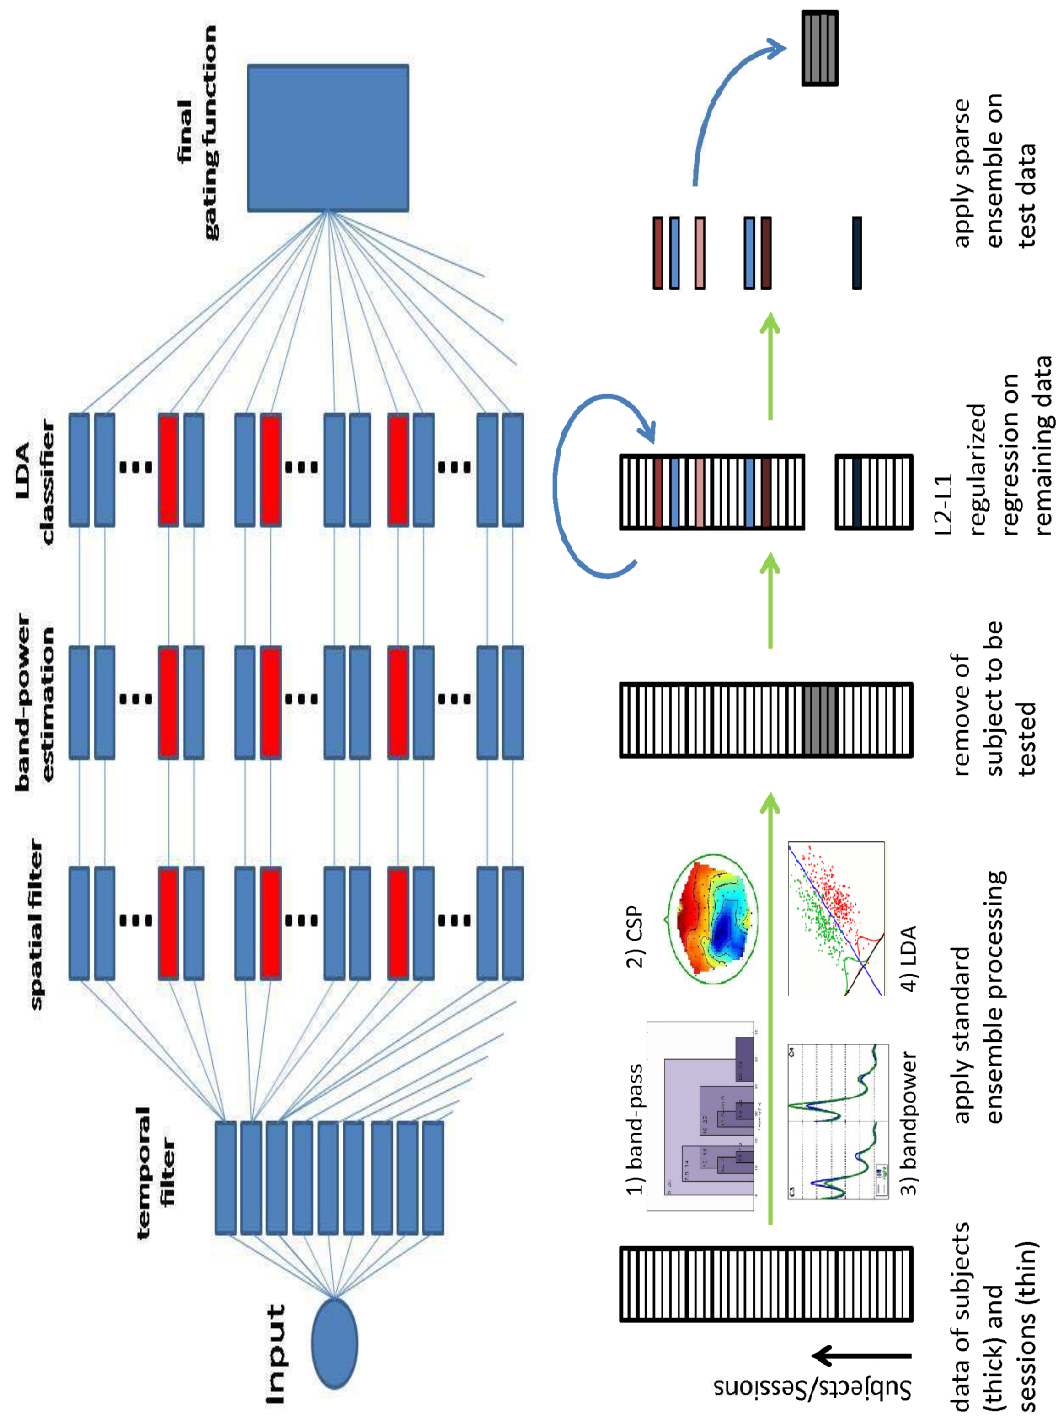 Input
temporal
filter
spatial filter
band-power
estimation
LDA
classifier
final
gating function
Subjects/Sessions
data of subjects
(thick) and
sessions (thin)
1) band-pass
2) CSP
3) bandpower
C3
C4
4) LDA
apply standard
ensemble processing
remove of
subject to be
tested
L2-L1
regularized
regression on
remaining data
apply sparse
ensemble on
test data